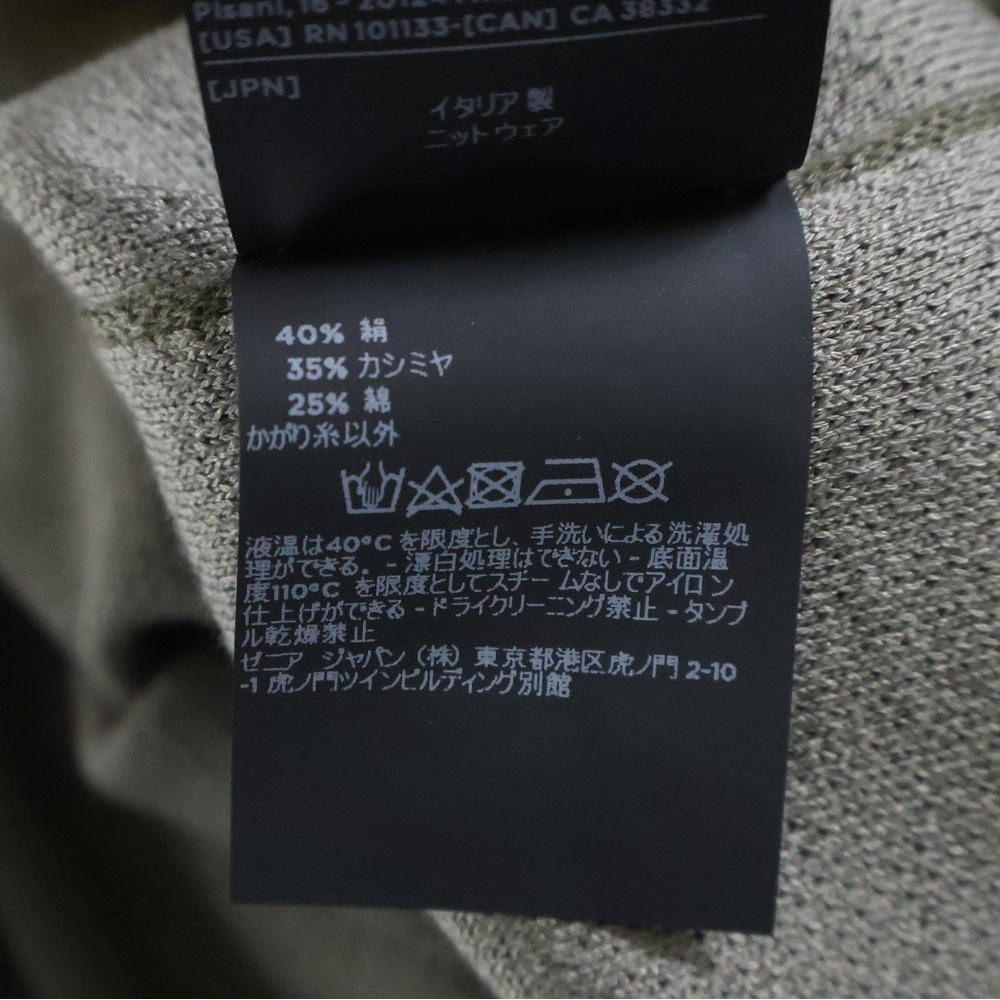 Pisani, 16 - 20124
[USA] RN 101133-[CAN] CA 38332
[JPN]
イタリア製
ニットウェア
40% 絹
35% カシミヤ
25% 綿
かがり糸以外
液温は40°C を限度とし、手洗いによる洗濯処
理ができる。- 漂白処理はできない - 底面温
度110°C を限度としてスチームなしでアイロン
仕上げができる - ドライクリーニング禁止 - タンブ
ル乾燥禁止
ゼニア ジャパン (株) 東京都港区虎ノ門 2-10
-1 虎ノ門ツインビルディング別館